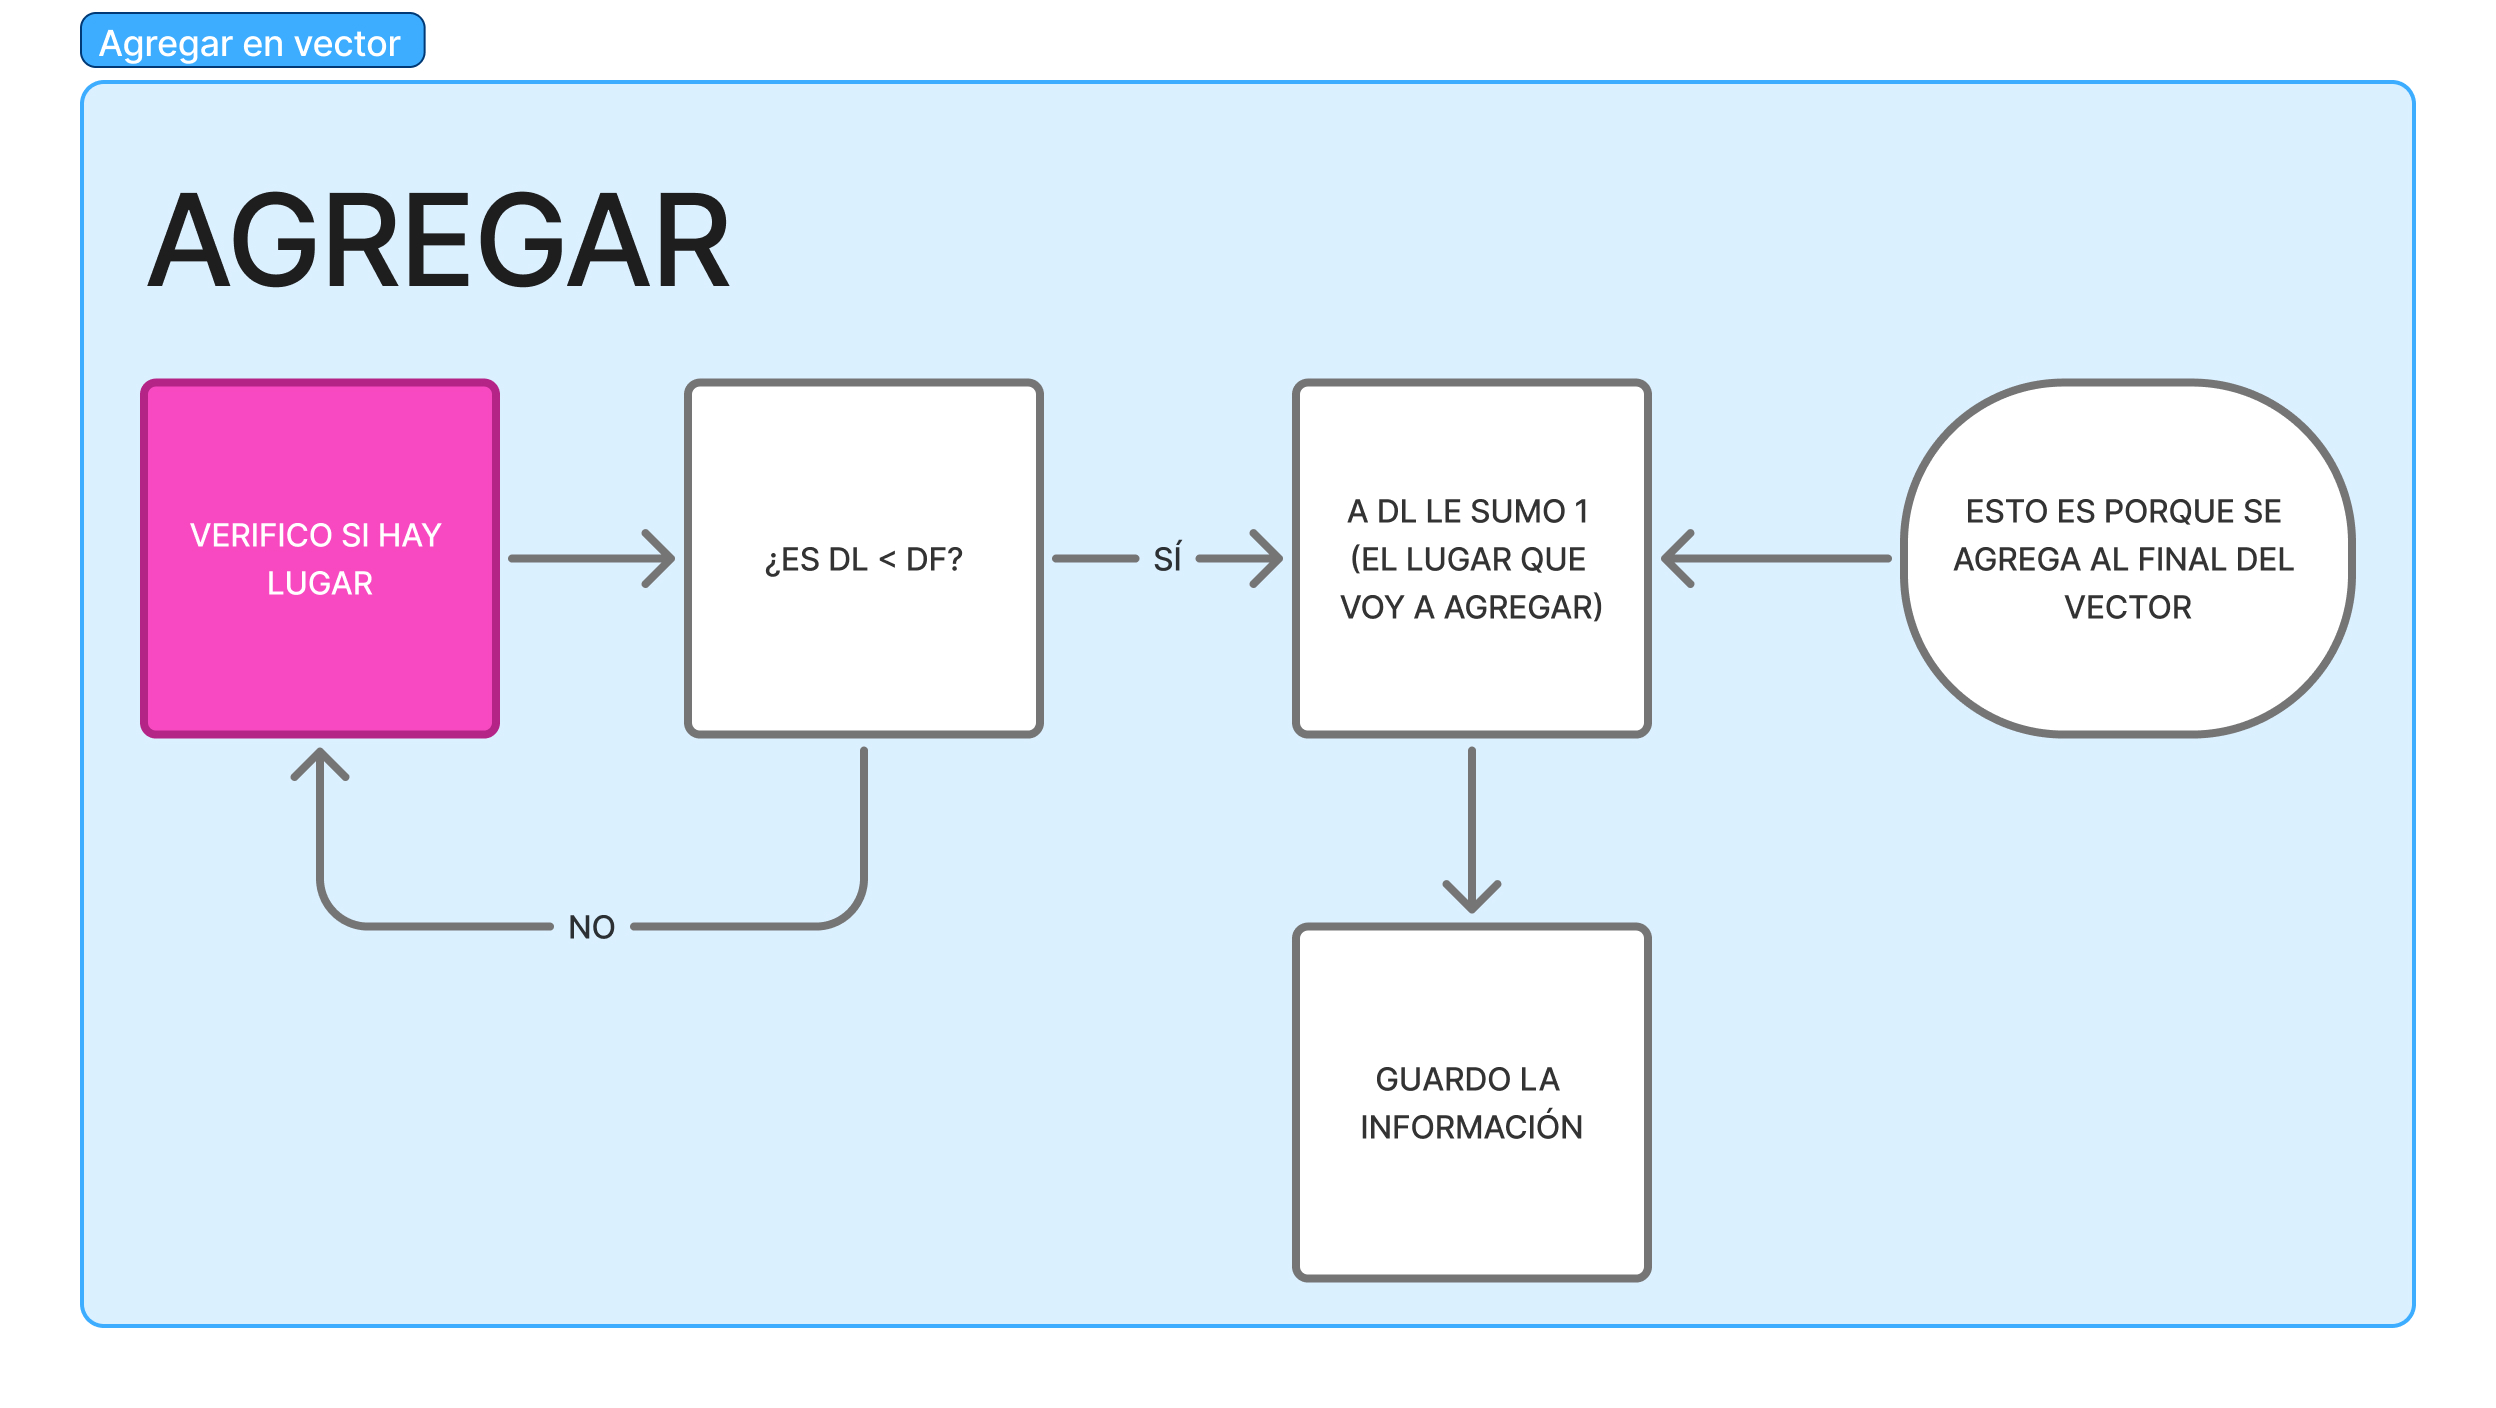 Agregar en vector
AGREGAR
VERIFICO SI HAY
LUGAR
¿ES DL < DF?
SÍ
A DL LE SUMO 1
(EL LUGAR QUE
VOY A AGREGAR)
ESTO ES PORQUE SE
AGREGA AL FINAL DEL
VECTOR
NO
GUARDO LA
INFORMACIÓN